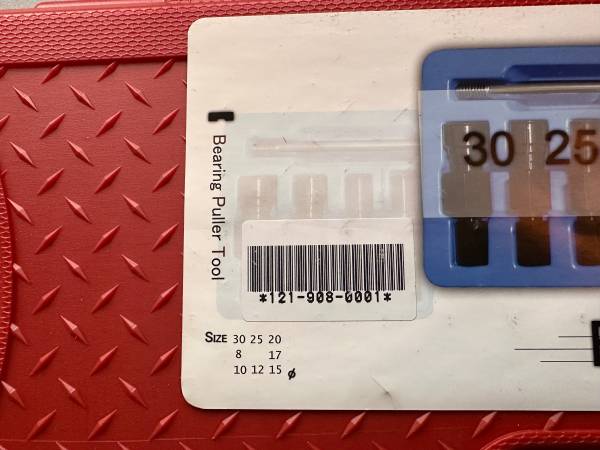 30 25
Bearing Puller Tool
*121-908-0001*
SIZE 30 25 20
8 17
10 12 15 ø